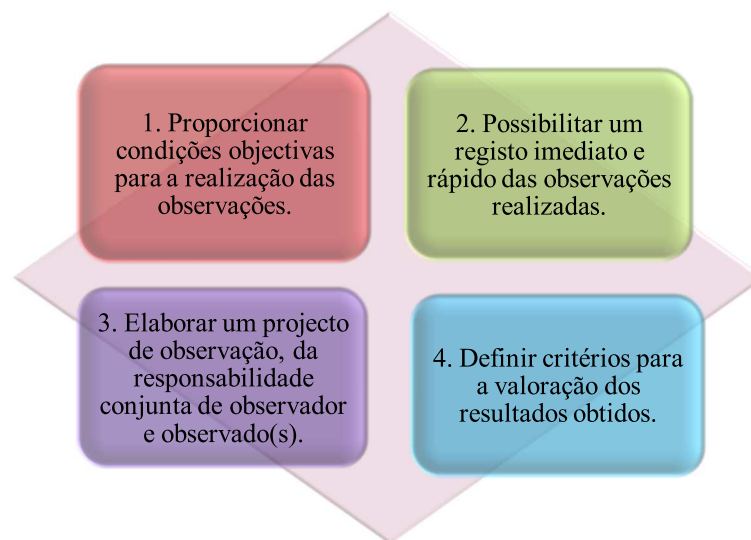 1. Proporcionar
condições objectivas
para a realização das
observações.
2. Possibilitar um
registo imediato e
rápido das observações
realizadas.
3. Elaborar um projecto
de observação, da
responsabilidade
conjunta de observador
e observado(s).
4. Definir critérios para
a valoração dos
resultados obtidos.